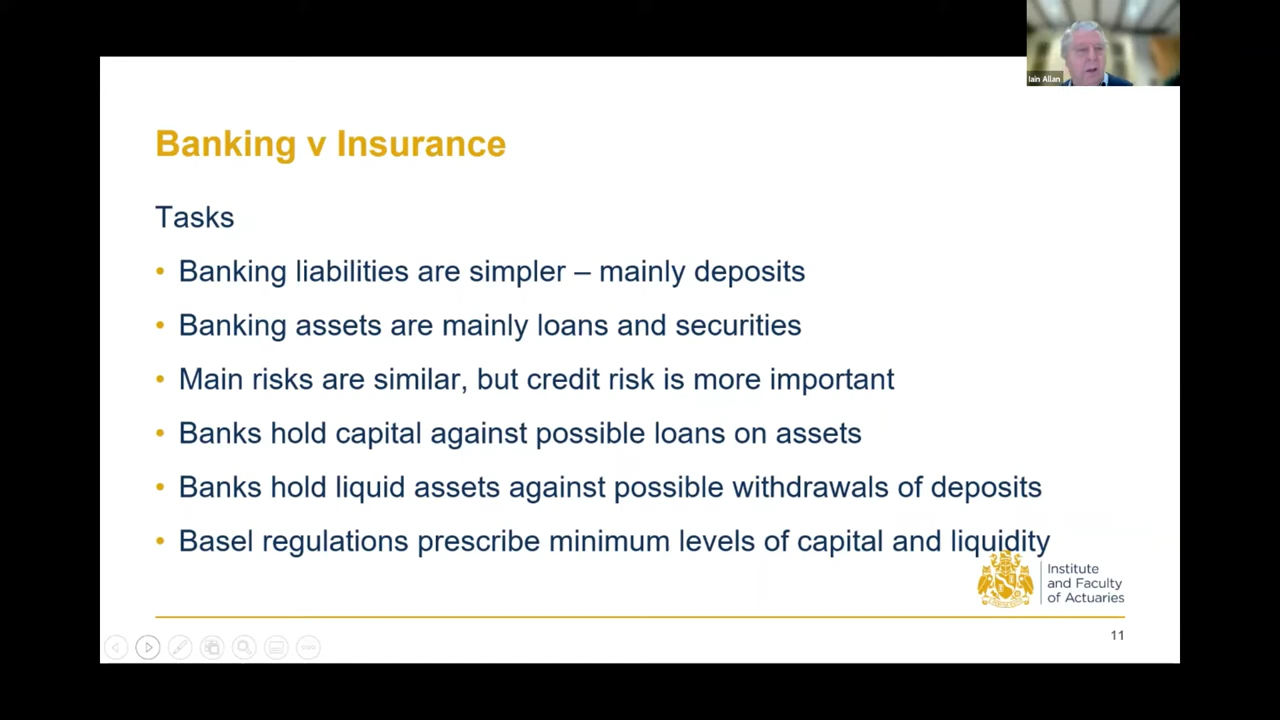 Iain Allan
Banking v Insurance
Tasks
• Banking liabilities are simpler – mainly deposits
• Banking assets are mainly loans and securities
• Main risks are similar, but credit risk is more important
• Banks hold capital against possible loans on assets
• Banks hold liquid assets against possible withdrawals of deposits
• Basel regulations prescribe minimum levels of capital and liquidity
Institute
and Faculty
of Actuaries
11